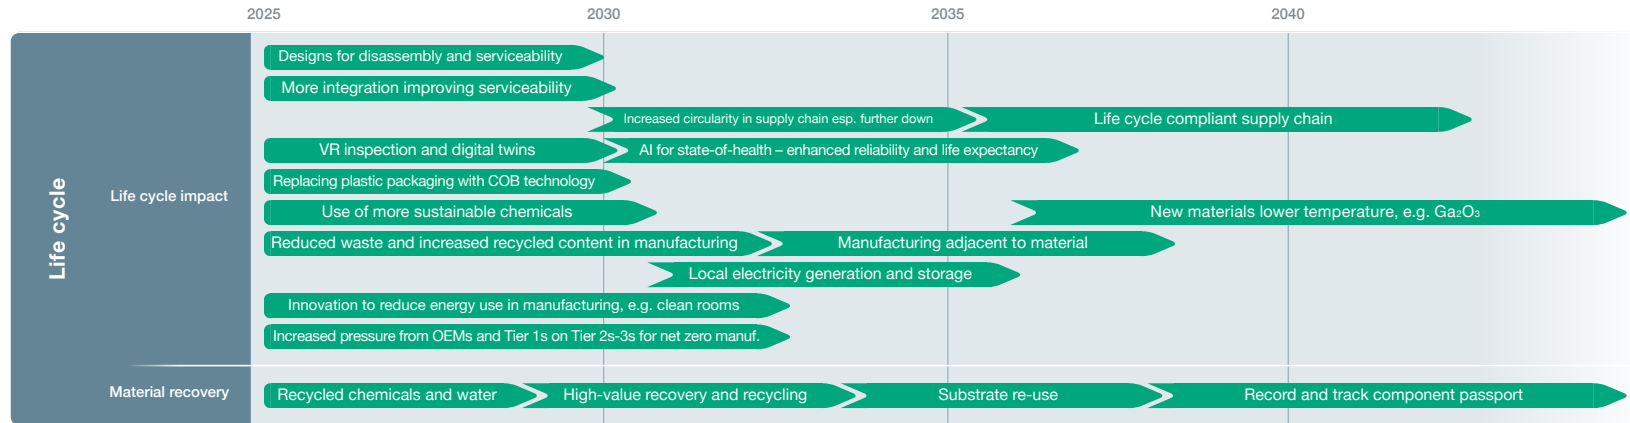 2025 2030 2035 2040
Life cycle
Life cycle impact
Designs for disassembly and serviceability
More integration improving serviceability
Increased circularity in supply chain esp. further down
Life cycle compliant supply chain
VR inspection and digital twins
AI for state-of-health – enhanced reliability and life expectancy
Replacing plastic packaging with COB technology
Use of more sustainable chemicals
New materials lower temperature, e.g. Ga₂O₃
Reduced waste and increased recycled content in manufacturing
Manufacturing adjacent to material
Local electricity generation and storage
Innovation to reduce energy use in manufacturing, e.g. clean rooms
Increased pressure from OEMs and Tier 1s on Tier 2s-3s for net zero manuf.
Material recovery
Recycled chemicals and water
High-value recovery and recycling
Substrate re-use
Record and track component passport